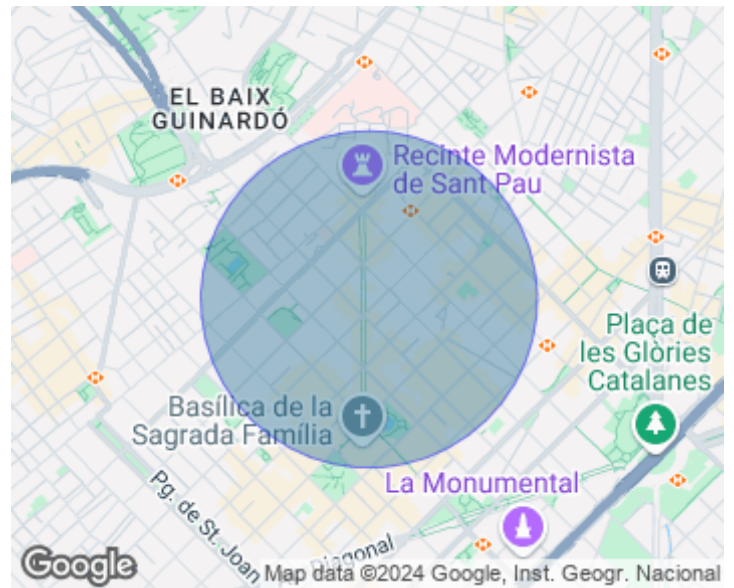 EL BAIX
GUINARDÓ
Recinte Modernista
de Sant Pau
Plaça de
les Glòries
Catalanes
Basílica de la
Sagrada Família
La Monumental
Pg. de St. Joan
Diagonal
Google
Map data ©2024 Google, Inst. Geogr. Nacional